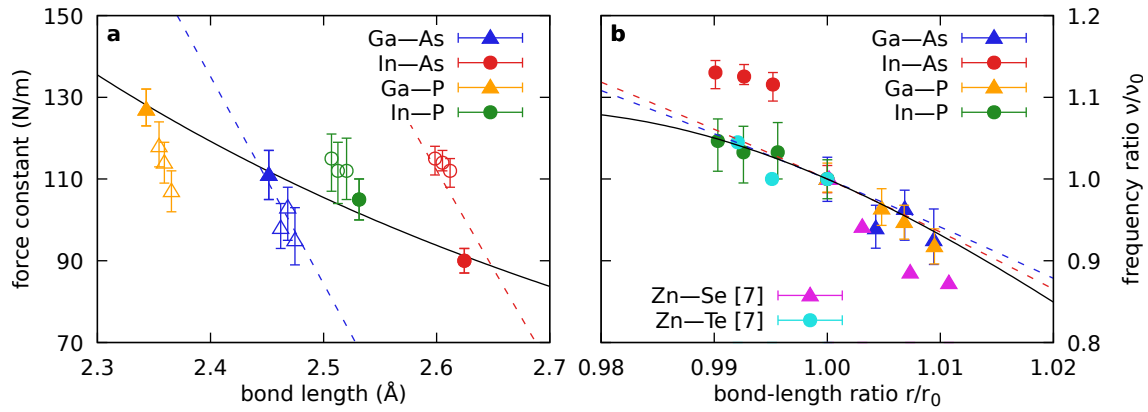 a
force constant (N/m)
150
130
110
90
70
2.3
2.4
2.5
2.6
2.7
bond length (Å)
Ga—As
In—As
Ga—P
In—P
b
Ga—As
In—As
Ga—P
In—P
Zn—Se [7]
Zn—Te [7]
0.98
0.99
1.00
1.01
1.02
bond-length ratio r/r₀
1.2
1.1
1.0
0.9
0.8
frequency ratio ν/ν₀